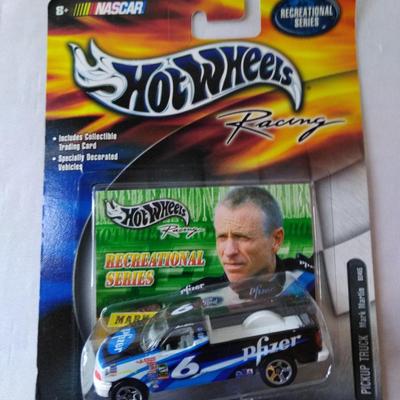 8+
NASCAR
RECREATIONAL
SERIES
HOT WHEELS
Racing
• Includes Collectible
Trading Card
• Specially Decorated
Vehicles
HOT WHEELS
Racing
RECREATIONAL
SERIES
MARK
Pfizer
6
Pfizer
PICKUP TRUCK Mark Martin